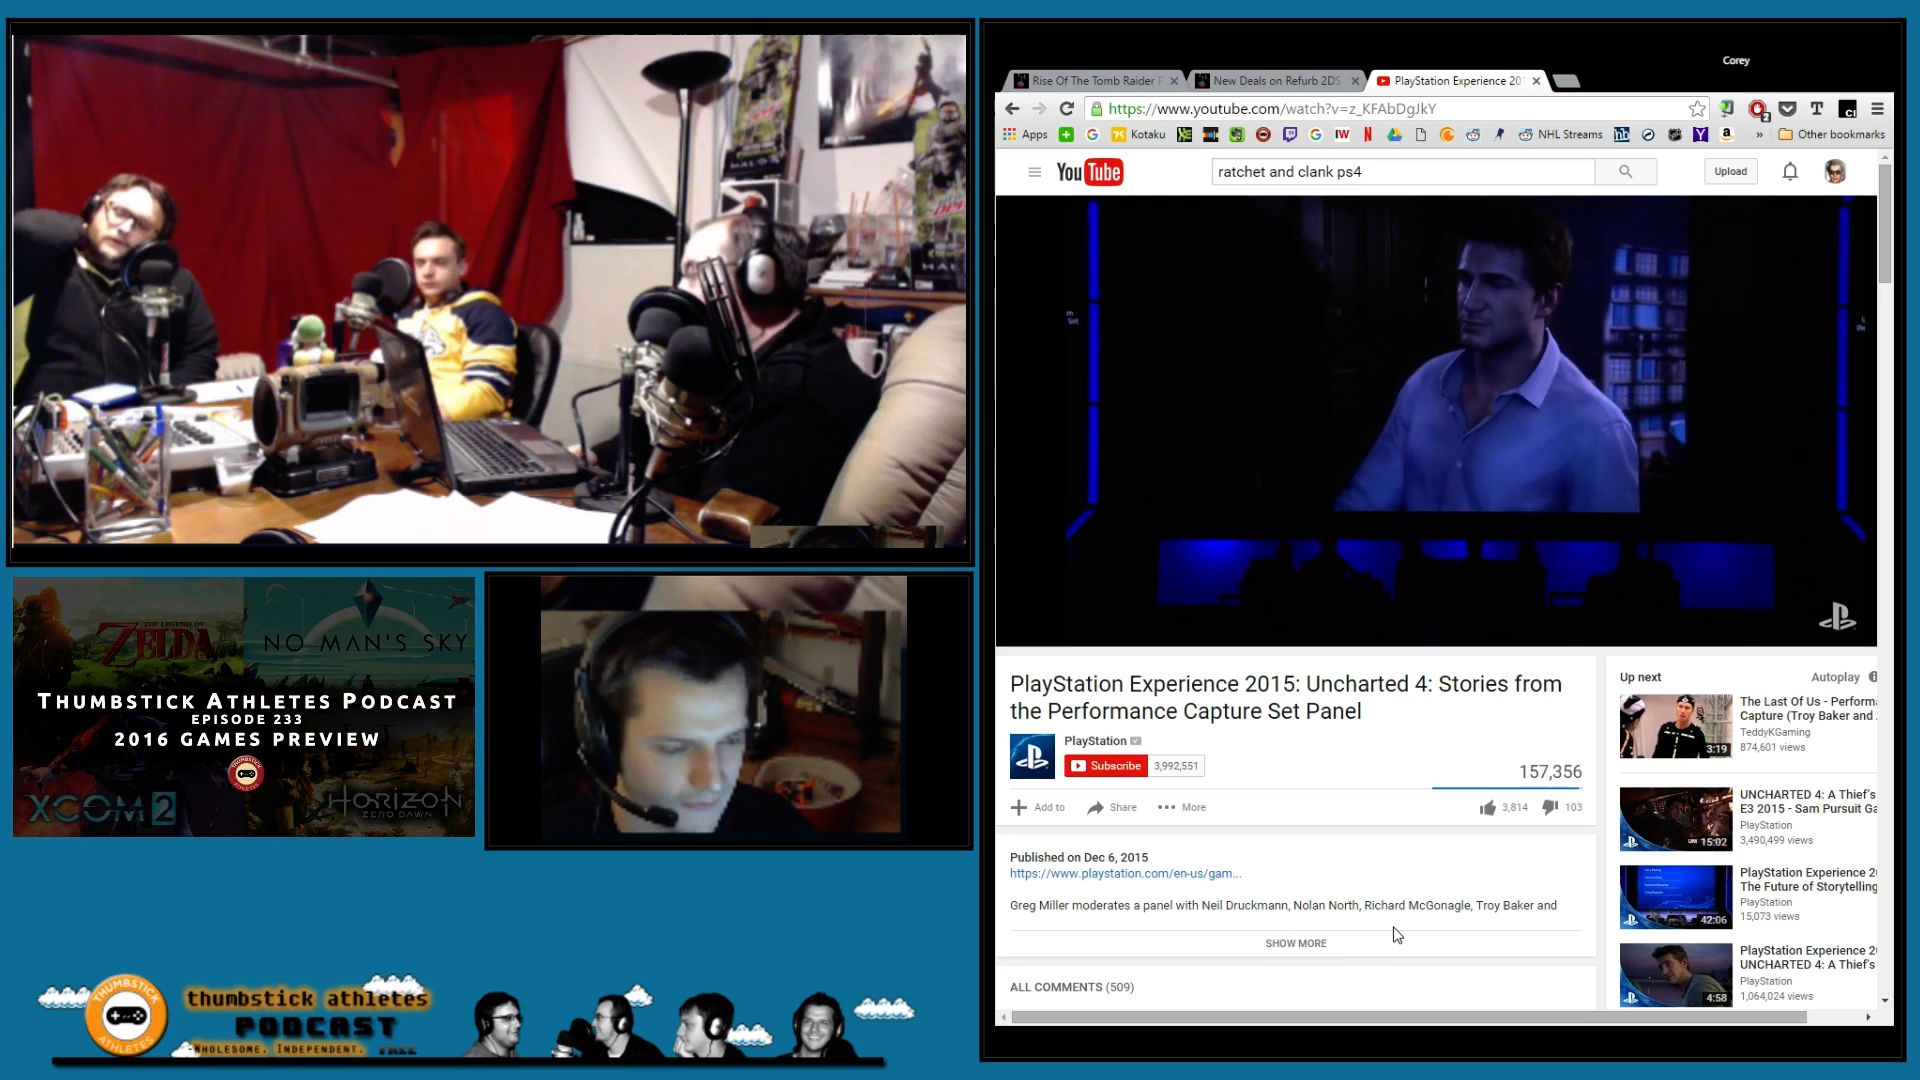 Corey
Rise Of The Tomb Raider
New Deals on Refurb 2DS
PlayStation Experience 20
https://www.youtube.com/watch?v=z_KFAbDgJkY
Apps
Kotaku
IW
NHL Streams
Other bookmarks
YouTube
ratchet and clank ps4
Upload
HALO
THE LEGEND OF
ZELDA
NO MAN'S SKY
THUMBSTICK ATHLETES PODCAST
EPISODE 233
2016 GAMES PREVIEW
XCOM 2
HORIZON
ZERO DAWN
PlayStation Experience 2015: Uncharted 4: Stories from
the Performance Capture Set Panel
PlayStation
Subscribe 3,992,551
157,356
Add to
Share
More
3,814
103
Published on Dec 6, 2015
https://www.playstation.com/en-us/gam...
Greg Miller moderates a panel with Neil Druckmann, Nolan North, Richard McGonagle, Troy Baker and
SHOW MORE
ALL COMMENTS (509)
Up next
Autoplay
3:19
The Last Of Us - Perform
Capture (Troy Baker and
TeddyKGaming
874,601 views
15:02
UNCHARTED 4: A Thief's
E3 2015 - Sam Pursuit Ga
PlayStation
3,490,499 views
42:06
PlayStation Experience 2
The Future of Storytelling
PlayStation
15,073 views
4:58
PlayStation Experience 2
UNCHARTED 4: A Thief's
PlayStation
1,064,024 views
THUMBSTICK
ATHLETES
thumbstick athletes
PODCAST
WHOLESOME. INDEPENDENT. FREE